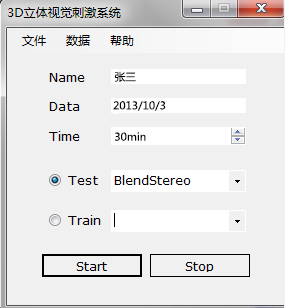 3D立体视觉刺激系统
文件 数据 帮助
Name 张三
Data 2013/10/3
Time 30min
Test BlendStereo
Train
Start Stop